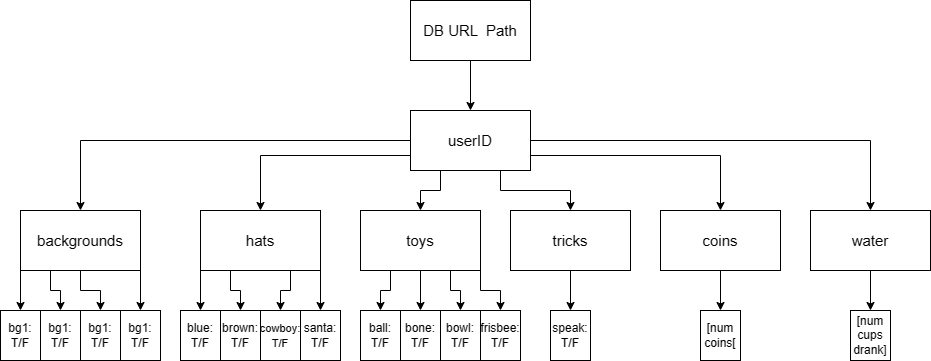 DB URL Path
userID
backgrounds
hats
toys
tricks
coins
water
bg1:
T/F
bg1:
T/F
bg1:
T/F
bg1:
T/F
blue:
T/F
brown:
T/F
cowboy:
T/F
santa:
T/F
ball:
T/F
bone:
T/F
bowl:
T/F
frisbee:
T/F
speak:
T/F
[num
coins[
[num
cups
drank]